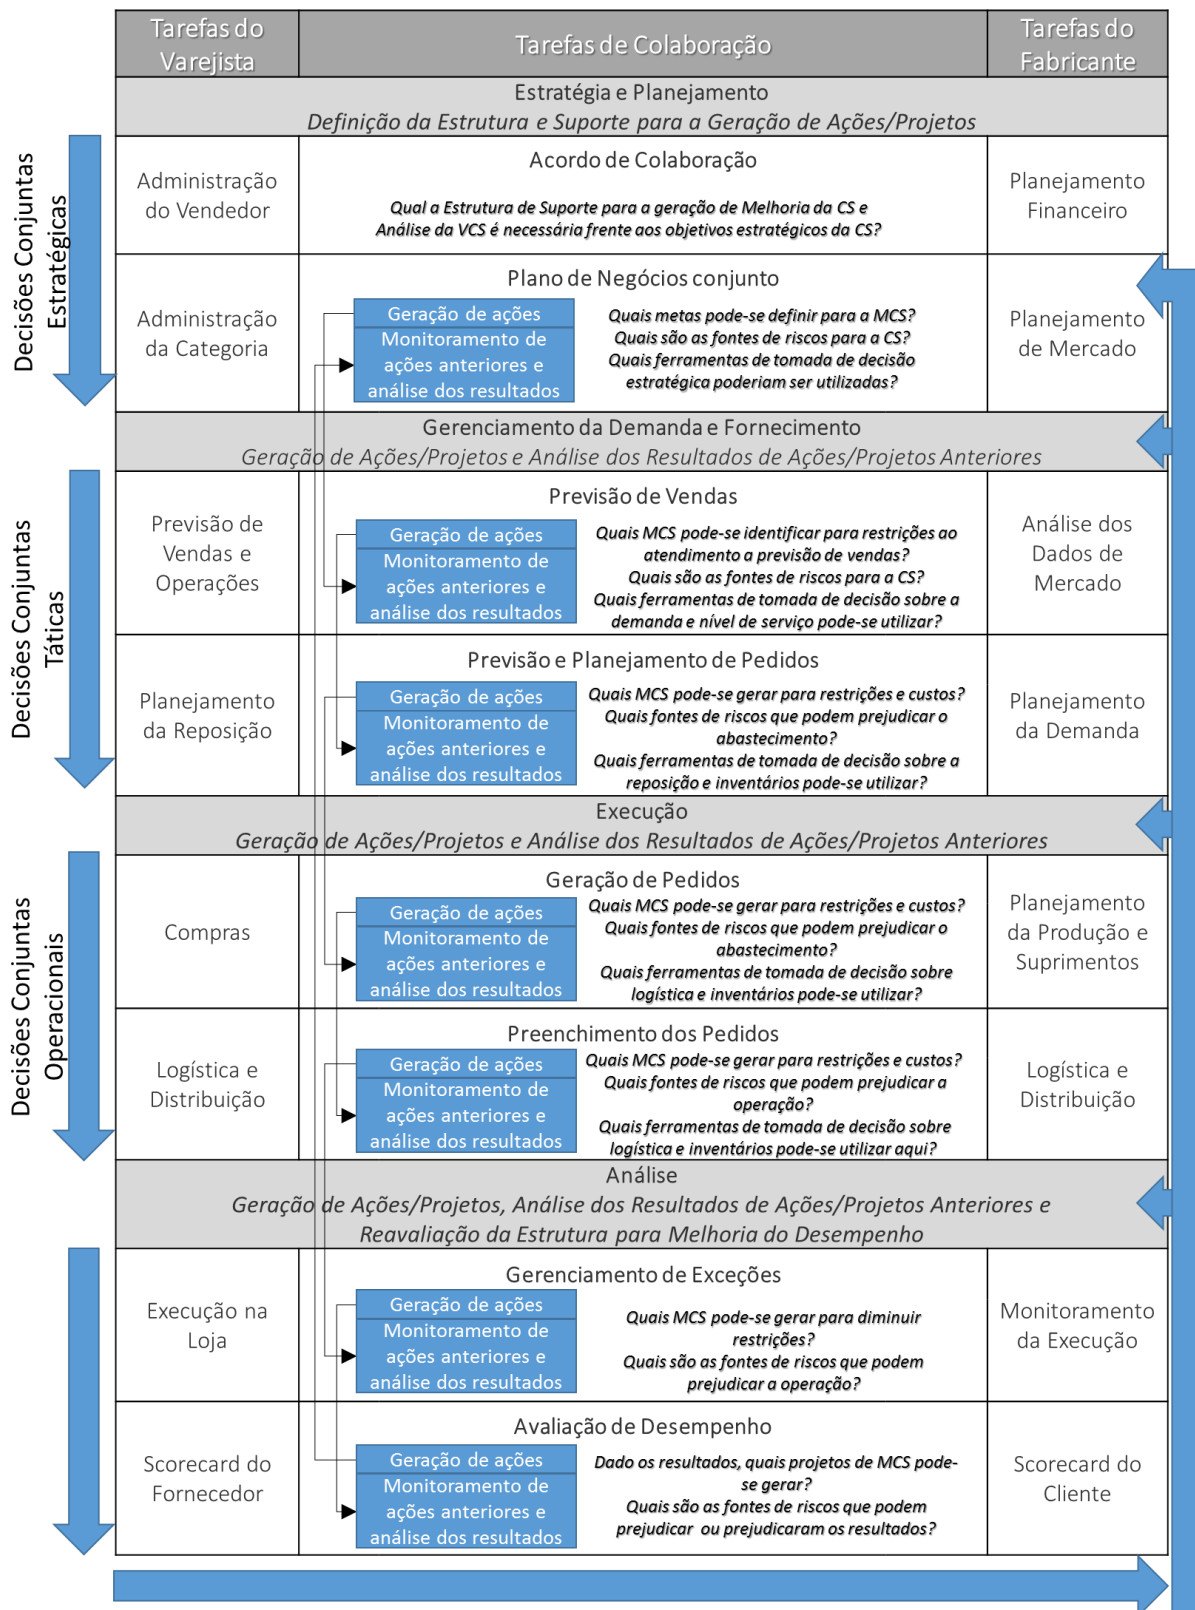 Tarefas do
Varejista
Tarefas de Colaboração
Tarefas do
Fabricante
Estratégia e Planejamento
Definição da Estrutura e Suporte para a Geração de Ações/Projetos
Decisões Conjuntas
Estratégicas
Administração
do Vendedor
Acordo de Colaboração
Qual a Estrutura de Suporte para a geração de Melhoria da CS e
Análise da VCS é necessária frente aos objetivos estratégicos da CS?
Planejamento
Financeiro
Administração
da Categoria
Plano de Negócios conjunto
Geração de ações
Monitoramento de
ações anteriores e
análise dos resultados
Quais metas pode-se definir para a MCS?
Quais são as fontes de riscos para a CS?
Quais ferramentas de tomada de decisão
estratégica poderiam ser utilizadas?
Planejamento
de Mercado
Gerenciamento da Demanda e Fornecimento
Geração de Ações/Projetos e Análise dos Resultados de Ações/Projetos Anteriores
Decisões Conjuntas
Táticas
Previsão de
Vendas e
Operações
Previsão de Vendas
Geração de ações
Monitoramento de
ações anteriores e
análise dos resultados
Quais MCS pode-se identificar para restrições ao
atendimento a previsão de vendas?
Quais são as fontes de riscos para a CS?
Quais ferramentas de tomada de decisão sobre a
demanda e nível de serviço pode-se utilizar?
Análise dos
Dados de
Mercado
Planejamento
da Reposição
Previsão e Planejamento de Pedidos
Geração de ações
Monitoramento de
ações anteriores e
análise dos resultados
Quais MCS pode-se gerar para restrições e custos?
Quais fontes de riscos que podem prejudicar o
abastecimento?
Quais ferramentas de tomada de decisão sobre a
reposição e inventários pode-se utilizar?
Planejamento
da Demanda
Execução
Geração de Ações/Projetos e Análise dos Resultados de Ações/Projetos Anteriores
Decisões Conjuntas
Operacionais
Compras
Geração de Pedidos
Geração de ações
Monitoramento de
ações anteriores e
análise dos resultados
Quais MCS pode-se gerar para restrições e custos?
Quais fontes de riscos que podem prejudicar o
abastecimento?
Quais ferramentas de tomada de decisão sobre
logística e inventários pode-se utilizar?
Planejamento
da Produção e
Suprimentos
Logística e
Distribuição
Preenchimento dos Pedidos
Geração de ações
Monitoramento de
ações anteriores e
análise dos resultados
Quais MCS pode-se gerar para restrições e custos?
Quais fontes de riscos que podem prejudicar a
operação?
Quais ferramentas de tomada de decisão sobre
logística e inventários pode-se utilizar aqui?
Logística e
Distribuição
Análise
Geração de Ações/Projetos, Análise dos Resultados de Ações/Projetos Anteriores e
Reavaliação da Estrutura para Melhoria do Desempenho
Execução na
Loja
Gerenciamento de Exceções
Geração de ações
Monitoramento de
ações anteriores e
análise dos resultados
Quais MCS pode-se gerar para diminuir
restrições?
Quais são as fontes de riscos que podem
prejudicar a operação?
Monitoramento
da Execução
Scorecard do
Fornecedor
Avaliação de Desempenho
Geração de ações
Monitoramento de
ações anteriores e
análise dos resultados
Dado os resultados, quais projetos de MCS pode-
se gerar?
Quais são as fontes de riscos que podem
prejudicar ou prejudicaram os resultados?
Scorecard do
Cliente